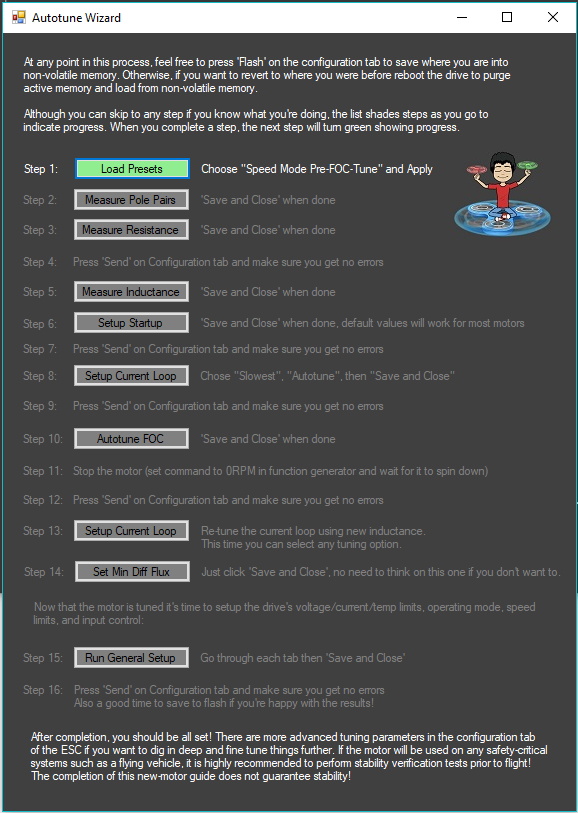 Autotune Wizard
At any point in this process, feel free to press 'Flash' on the configuration tab to save where you are into
non-volatile memory. Otherwise, if you want to revert to where you were before reboot the drive to purge
active memory and load from non-volatile memory.
Although you can skip to any step if you know what you're doing, the list shades steps as you go to
indicate progress. When you complete a step, the next step will turn green showing progress.
Step 1: Load Presets Choose "Speed Mode Pre-FOC-Tune" and Apply
Step 2: Measure Pole Pairs 'Save and Close' when done
Step 3: Measure Resistance 'Save and Close' when done
Step 4: Press 'Send' on Configuration tab and make sure you get no errors
Step 5: Measure Inductance 'Save and Close' when done
Step 6: Setup Startup 'Save and Close' when done, default values will work for most motors
Step 7: Press 'Send' on Configuration tab and make sure you get no errors
Step 8: Setup Current Loop Chose "Slowest", "Autotune", then "Save and Close"
Step 9: Press 'Send' on Configuration tab and make sure you get no errors
Step 10: Autotune FOC 'Save and Close' when done
Step 11: Stop the motor (set command to 0RPM in function generator and wait for it to spin down)
Step 12: Press 'Send' on Configuration tab and make sure you get no errors
Step 13: Setup Current Loop Re-tune the current loop using new inductance.
This time you can select any tuning option.
Step 14: Set Min Diff Flux Just click 'Save and Close', no need to think on this one if you don't want to.
Now that the motor is tuned it's time to setup the drive's voltage/current/temp limits, operating mode, speed
limits, and input control:
Step 15: Run General Setup Go through each tab then 'Save and Close'
Step 16: Press 'Send' on Configuration tab and make sure you get no errors
Also a good time to save to flash if you're happy with the results!
After completion, you should be all set! There are more advanced tuning parameters in the configuration tab
of the ESC if you want to dig in deep and fine tune things further. If the motor will be used on any safety-critical
systems such as a flying vehicle, it is highly recommended to perform stability verification tests prior to flight!
The completion of this new-motor guide does not guarantee stability!